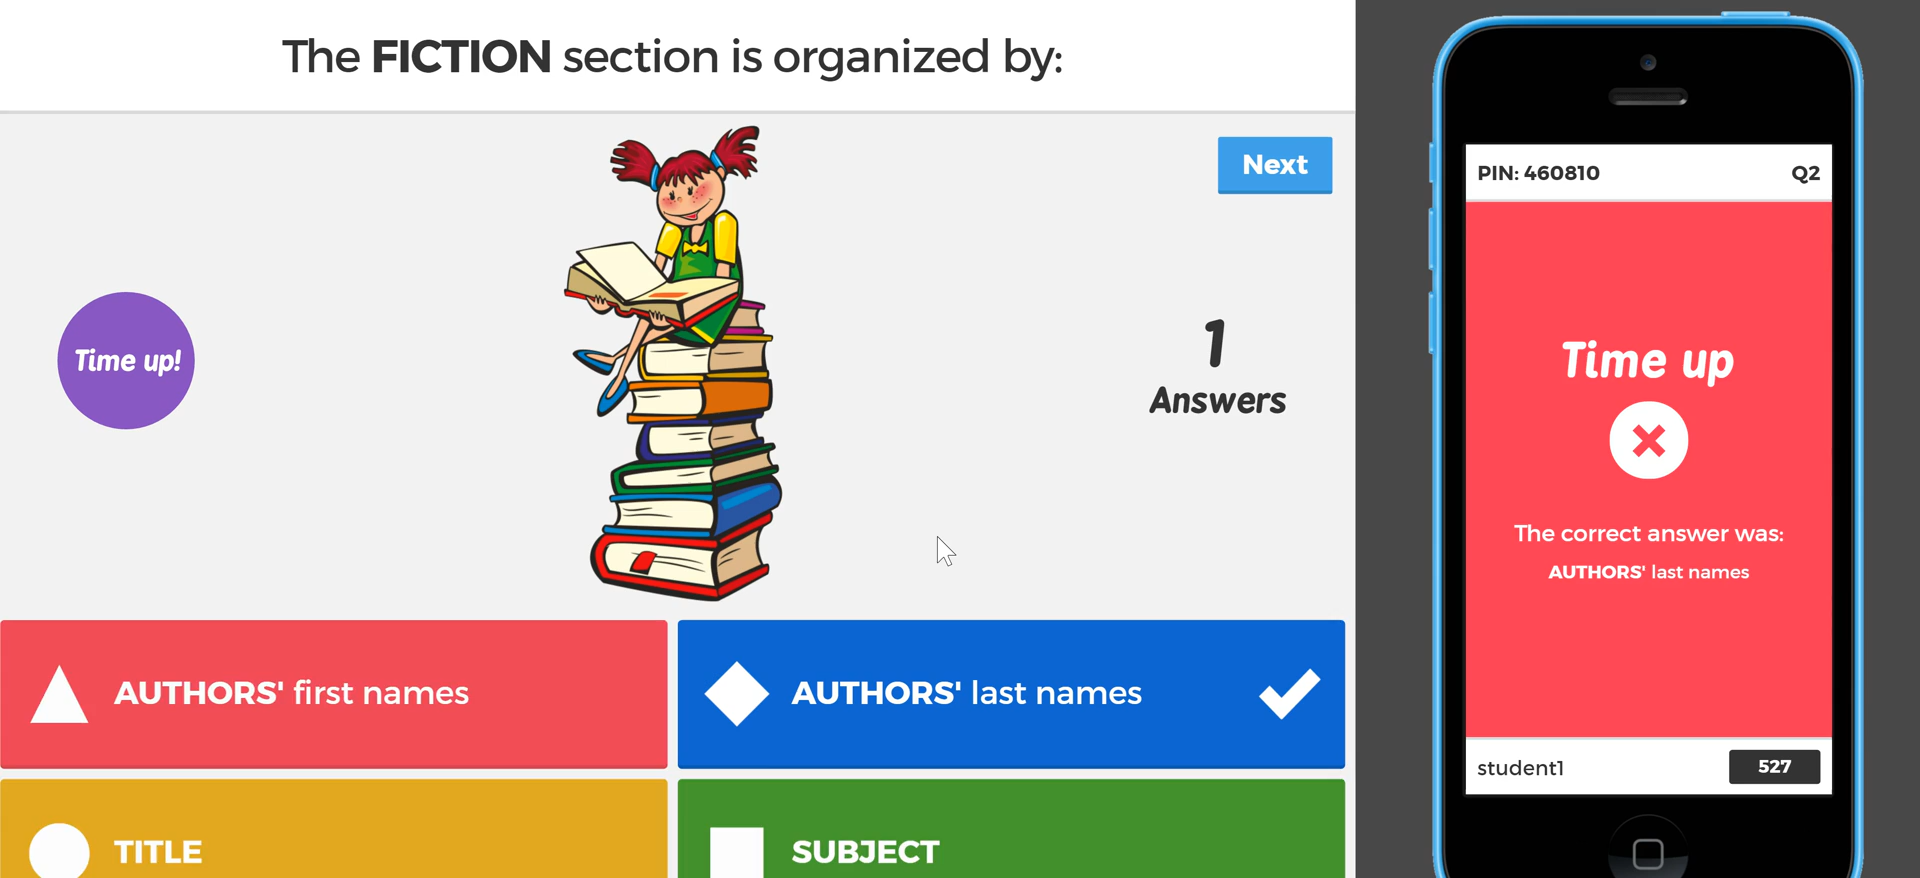 The FICTION section is organized by:
Next
Time up!
1
Answers
AUTHORS' first names
AUTHORS' last names
TITLE
SUBJECT
PIN: 460810 Q2
Time up
The correct answer was:
AUTHORS' last names
student1 527